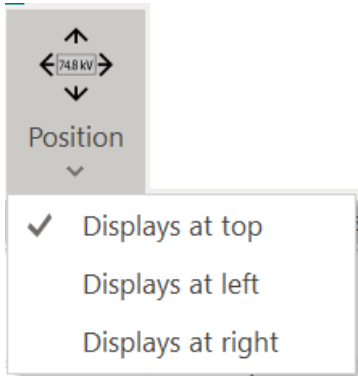 74.8 kV
Position
Displays at top
Displays at left
Displays at right